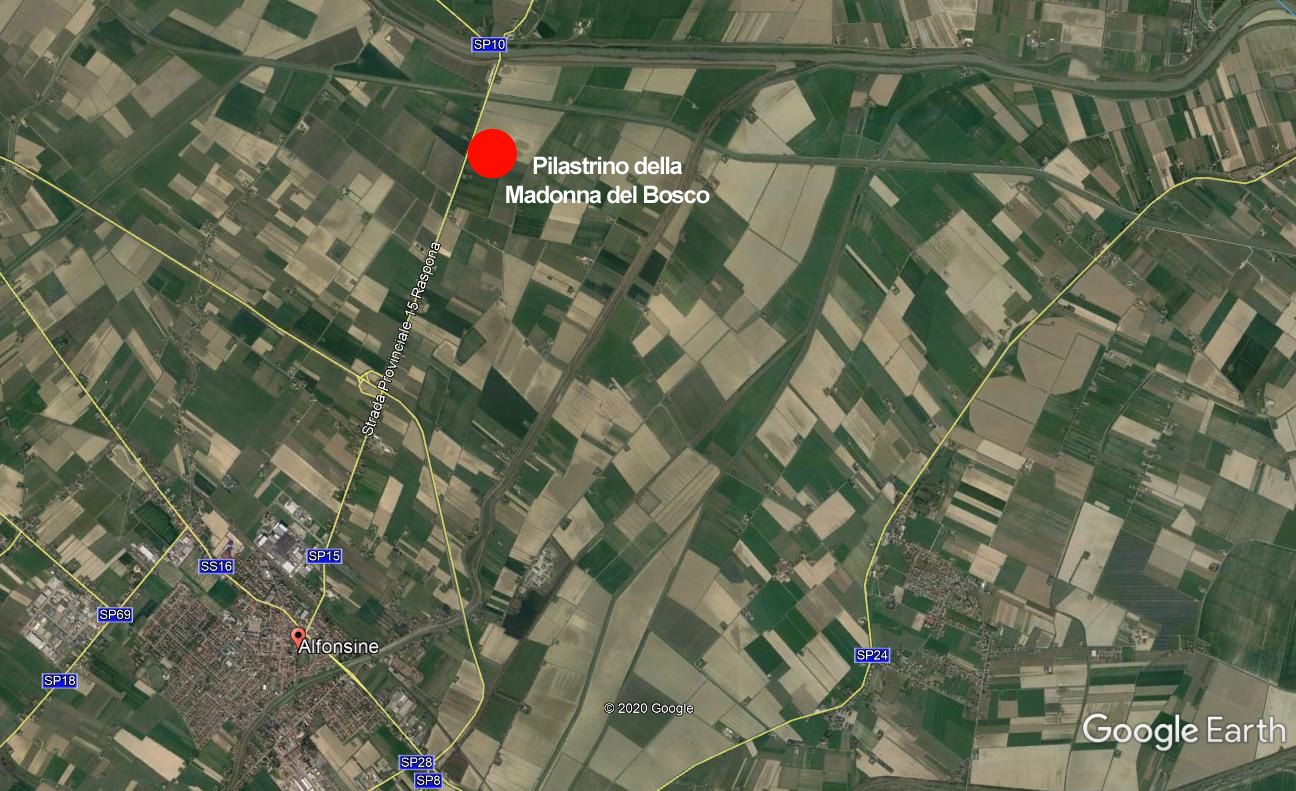 SP10
Pilastrino della
Madonna del Bosco
Strada Provinciale 15 Raspona
SP15
SS16
SP69
Alfonsine
SP24
SP18
© 2020 Google
Google Earth
SP28
SP8